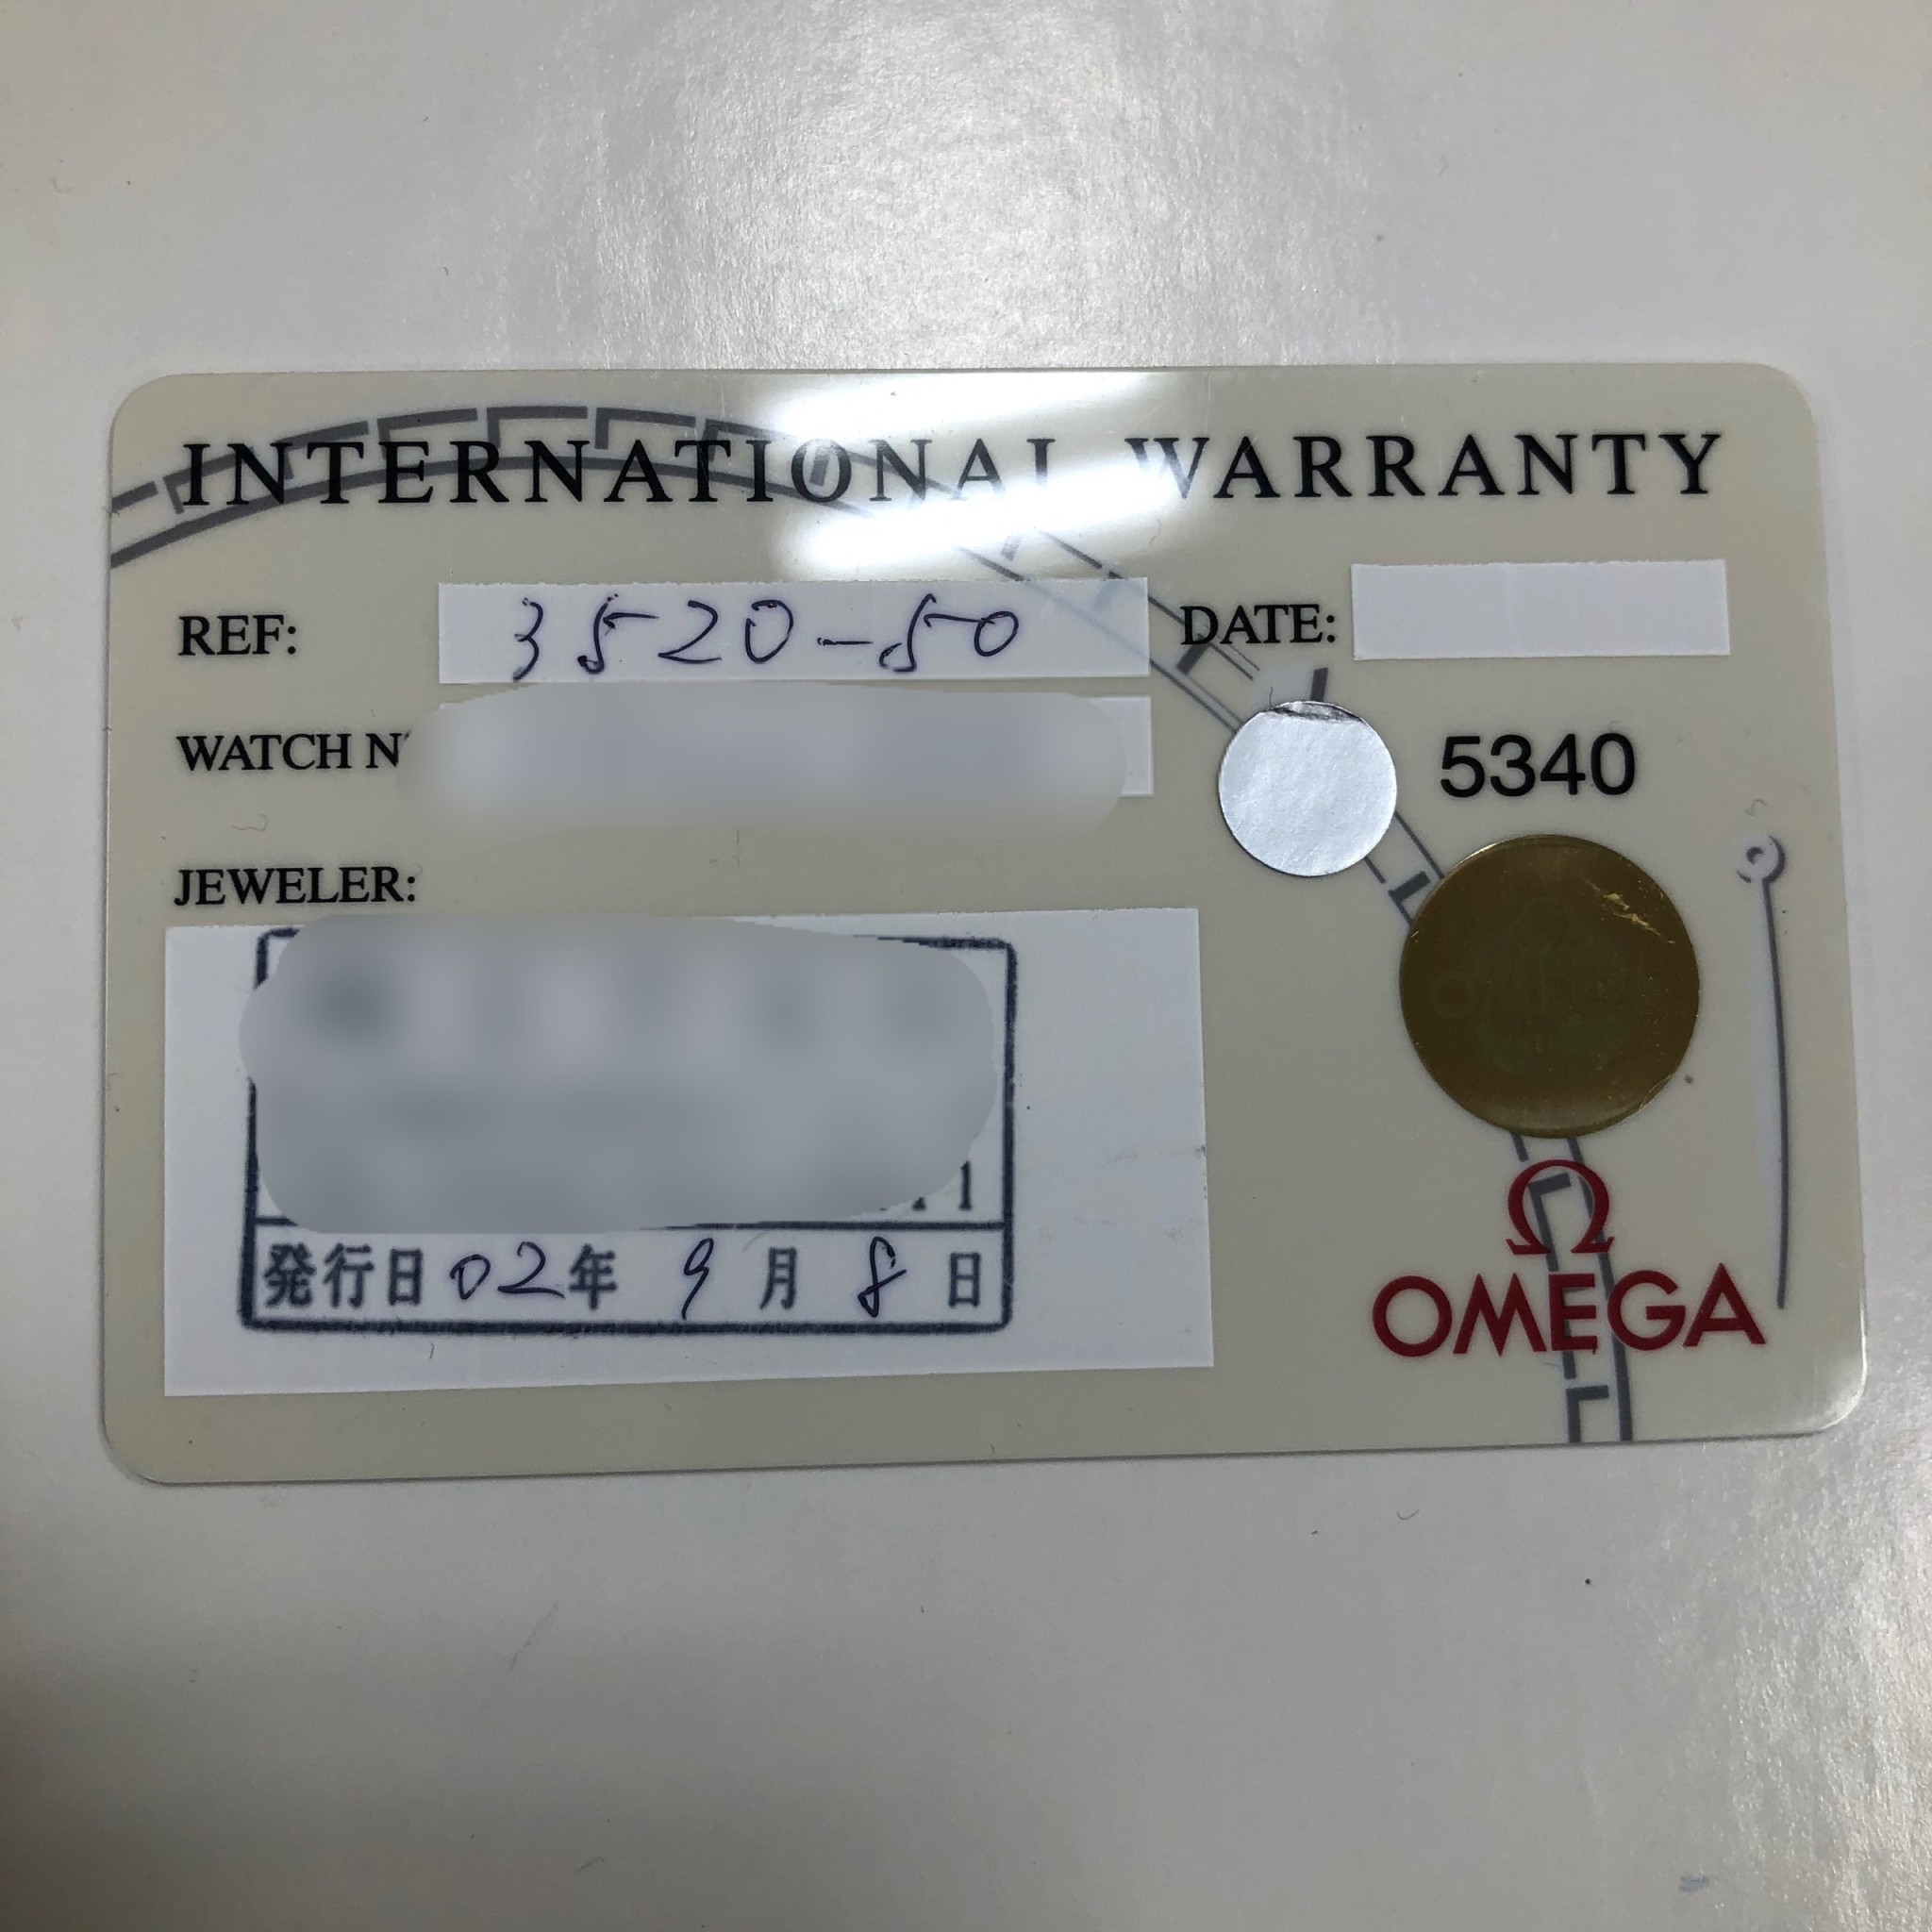 INTERNATIONAL WARRANTY
REF: 3520-50 DATE:
WATCH
5340
JEWELER:
発行日 02年 9月 8日
Ω
OMEGA